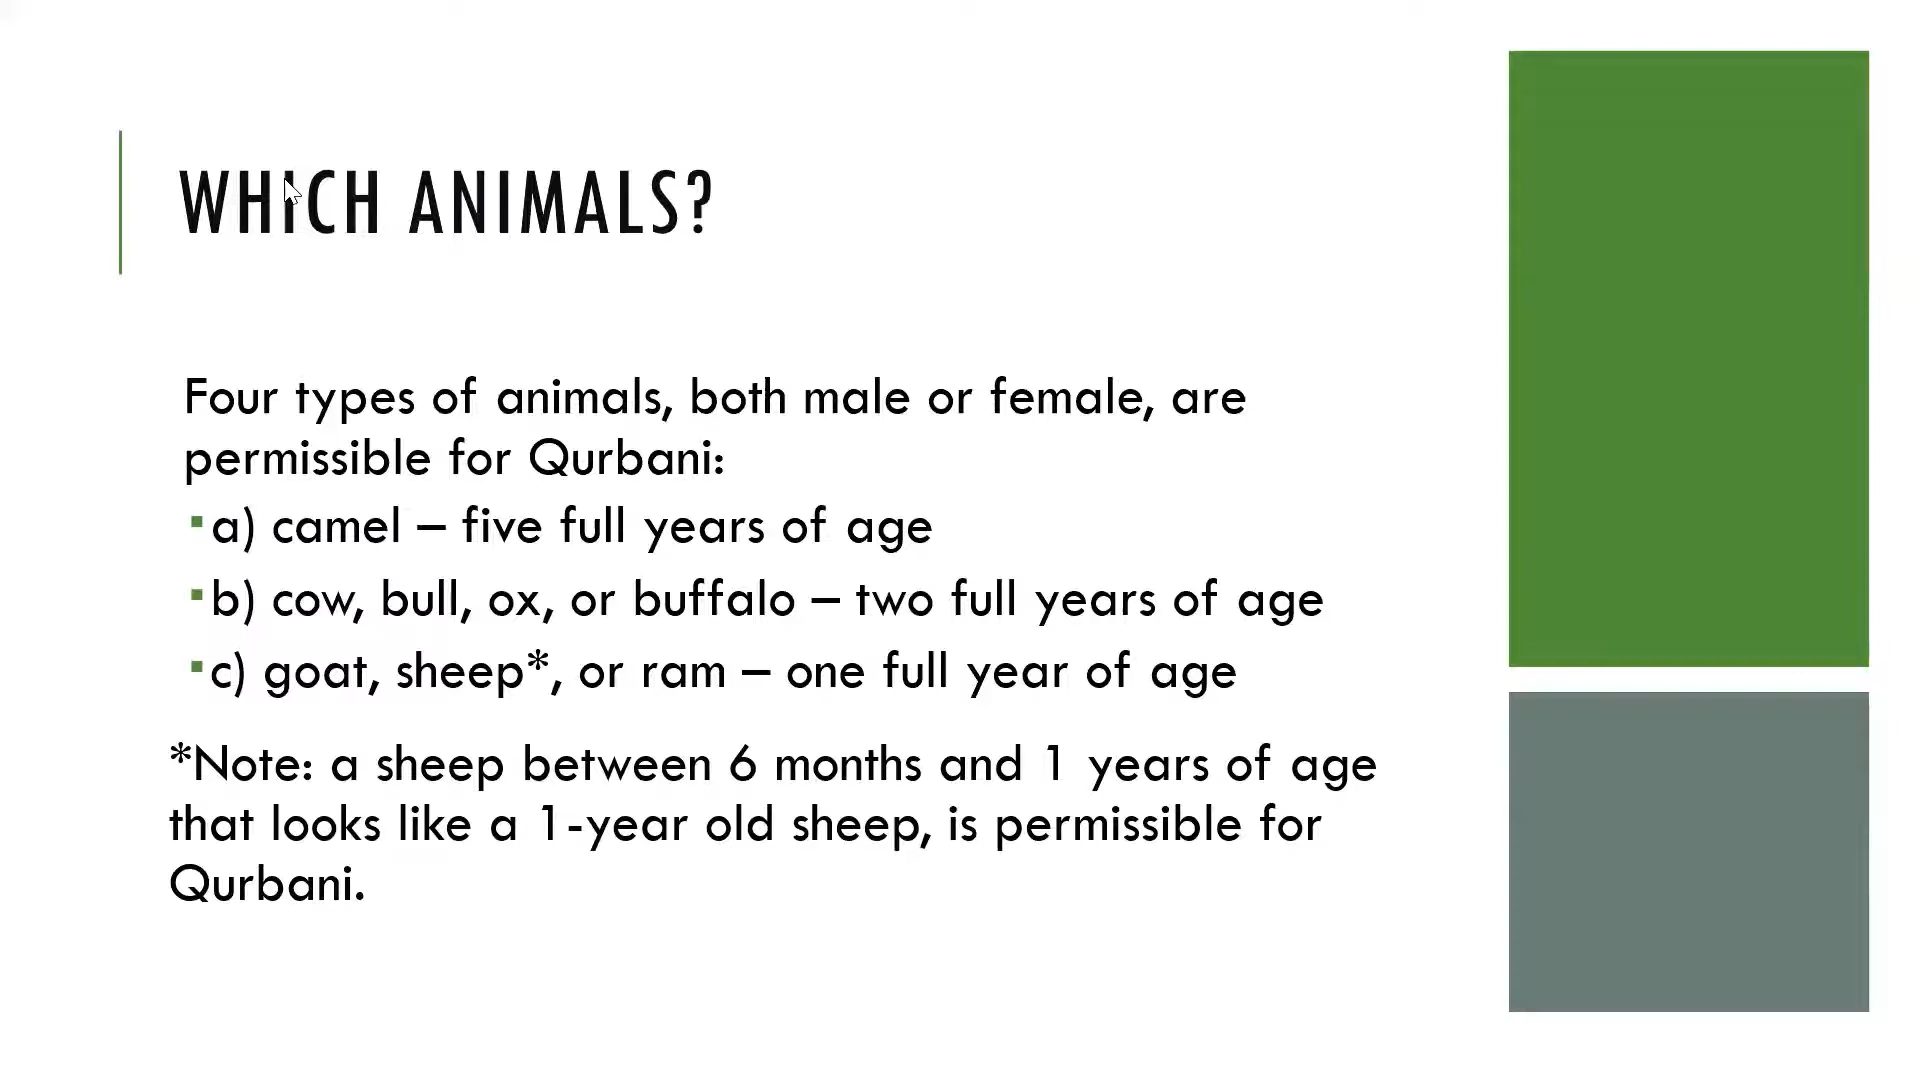 WHICH ANIMALS?
Four types of animals, both male or female, are
permissible for Qurbani:
a) camel – five full years of age
b) cow, bull, ox, or buffalo – two full years of age
c) goat, sheep*, or ram – one full year of age
*Note: a sheep between 6 months and 1 years of age
that looks like a 1-year old sheep, is permissible for
Qurbani.